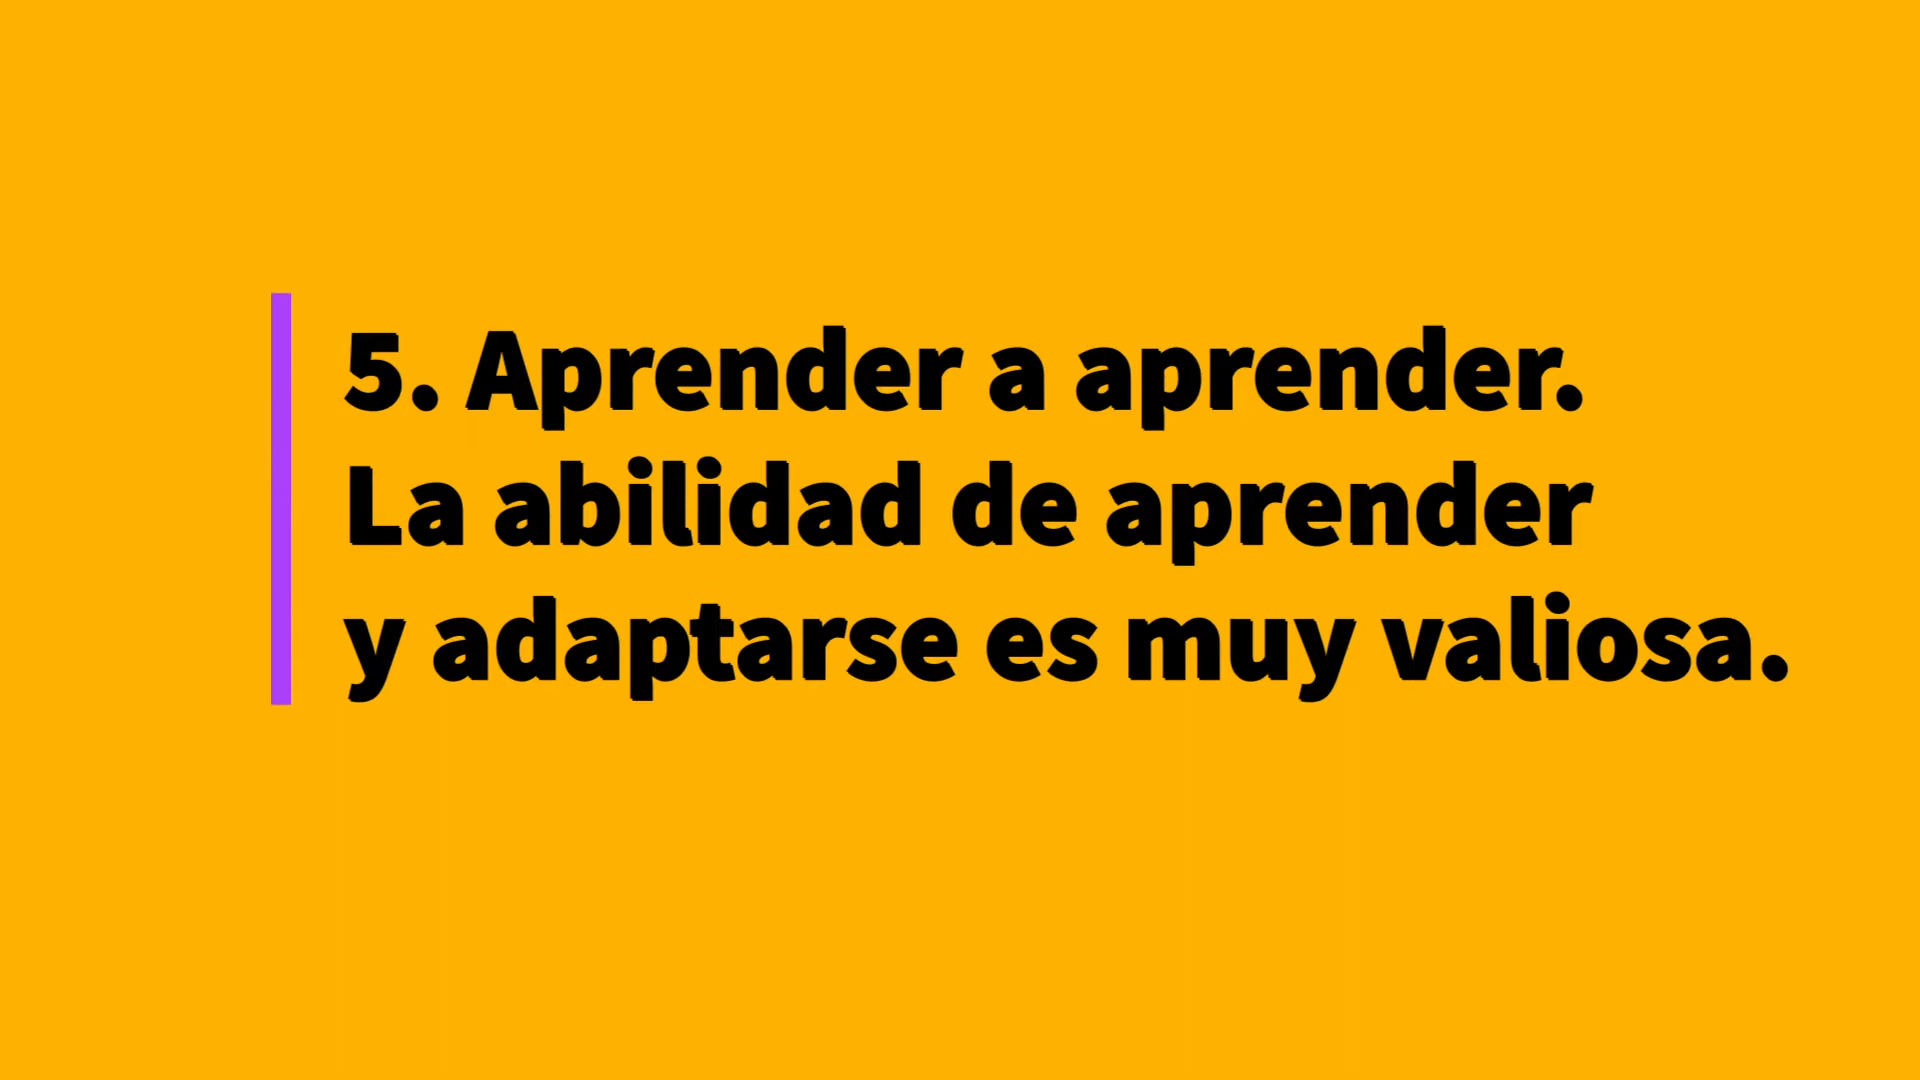 5. Aprender a aprender.
La abilidad de aprender
y adaptarse es muy valiosa.